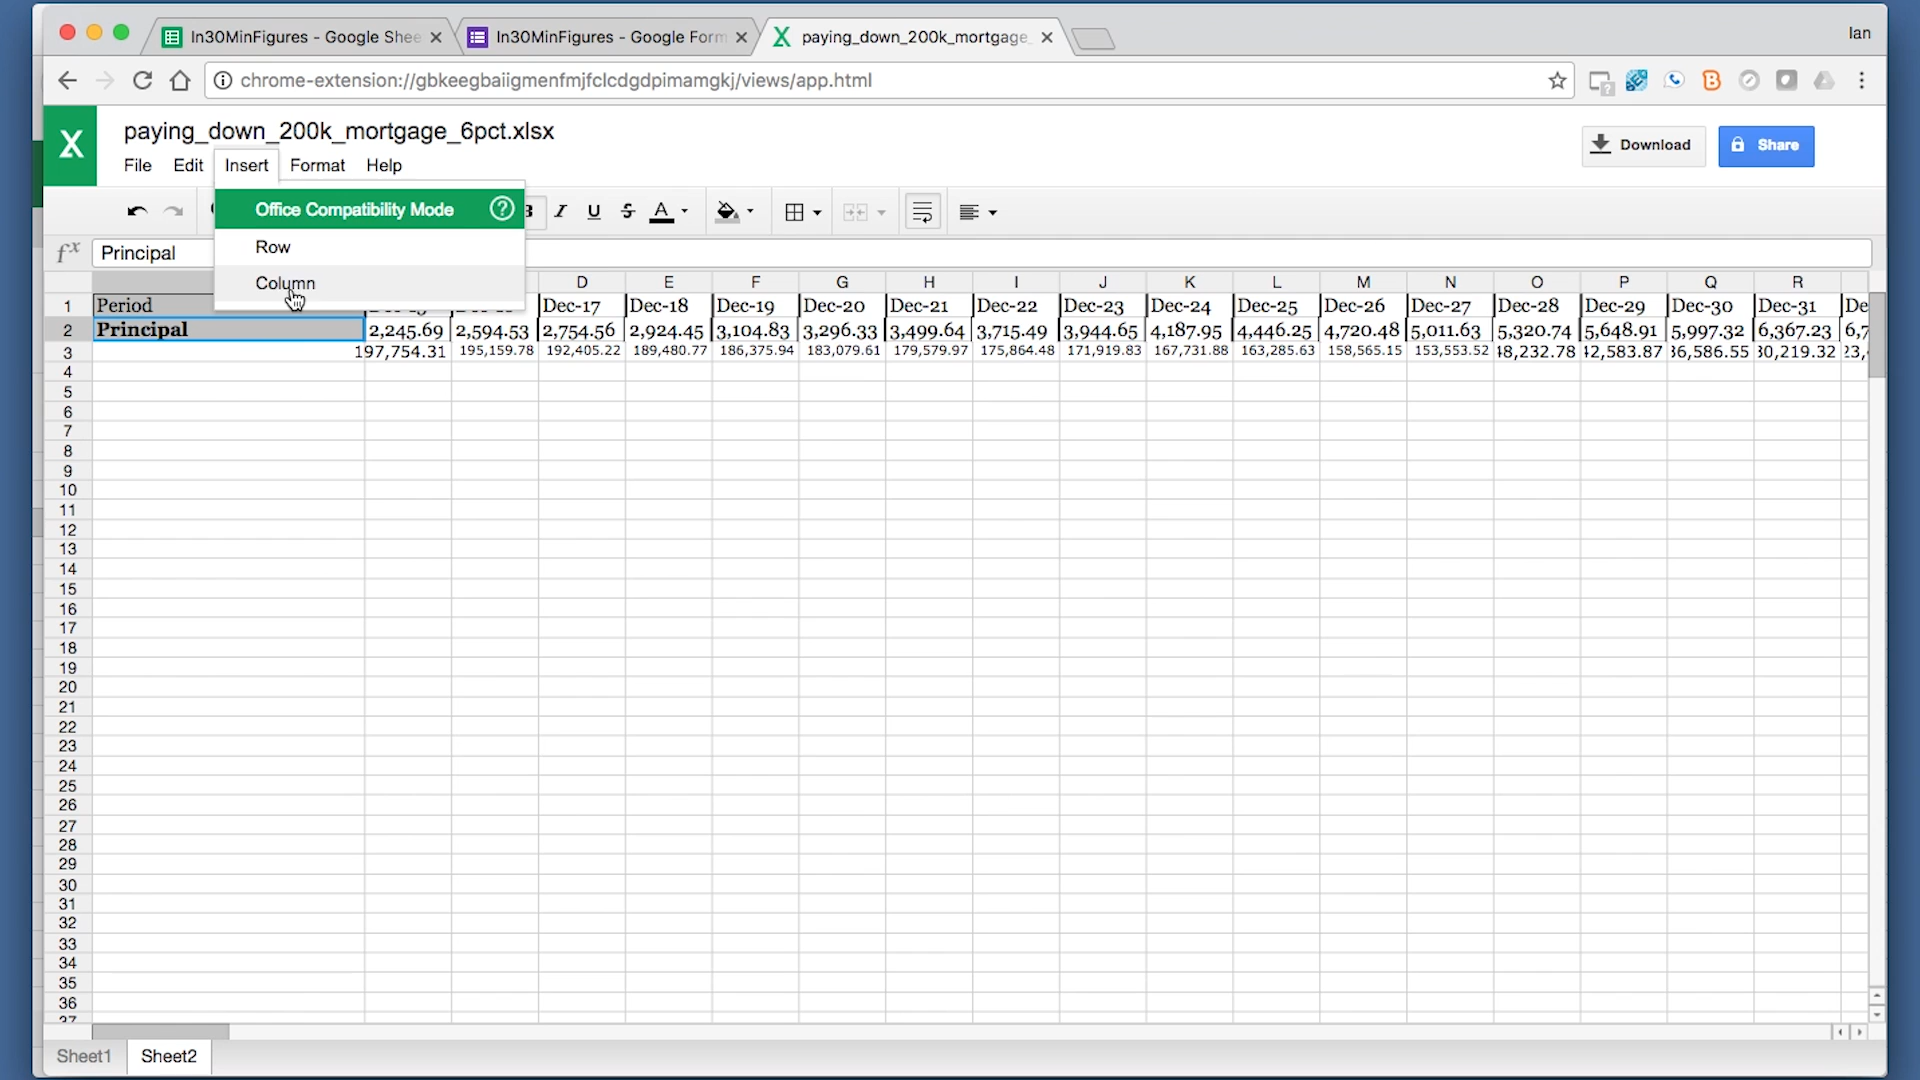 In30MinFigures - Google Shee
In30MinFigures - Google Form
paying_down_200k_mortgage_
Ian
chrome-extension://gbkeegbaiigmenfmjfclcdgdpimamgkj/views/app.html
paying_down_200k_mortgage_6pct.xlsx
File Edit Insert Format Help
Download
Share
Office Compatibility Mode
Row
Column
Principal
D E F G H I J K L M N O P Q R
1 Period Dec-17 Dec-18 Dec-19 Dec-20 Dec-21 Dec-22 Dec-23 Dec-24 Dec-25 Dec-26 Dec-27 Dec-28 Dec-29 Dec-30 Dec-31 De
2 Principal 2,245.69 2,594.53 2,754.56 2,924.45 3,104.83 3,296.33 3,499.64 3,715.49 3,944.65 4,187.95 4,446.25 4,720.48 5,011.63 5,320.74 5,648.91 5,997.32 6,367.23 6,7
3 197,754.31 195,159.78 192,405.22 189,480.77 186,375.94 183,079.61 179,579.97 175,864.48 171,919.83 167,731.88 163,285.63 158,565.15 153,553.52 48,232.78 42,583.87 36,586.55 30,219.32 23,
4
5
6
7
8
9
10
11
12
13
14
15
16
17
18
19
20
21
22
23
24
25
26
27
28
29
30
31
32
33
34
35
36
37
Sheet1 Sheet2